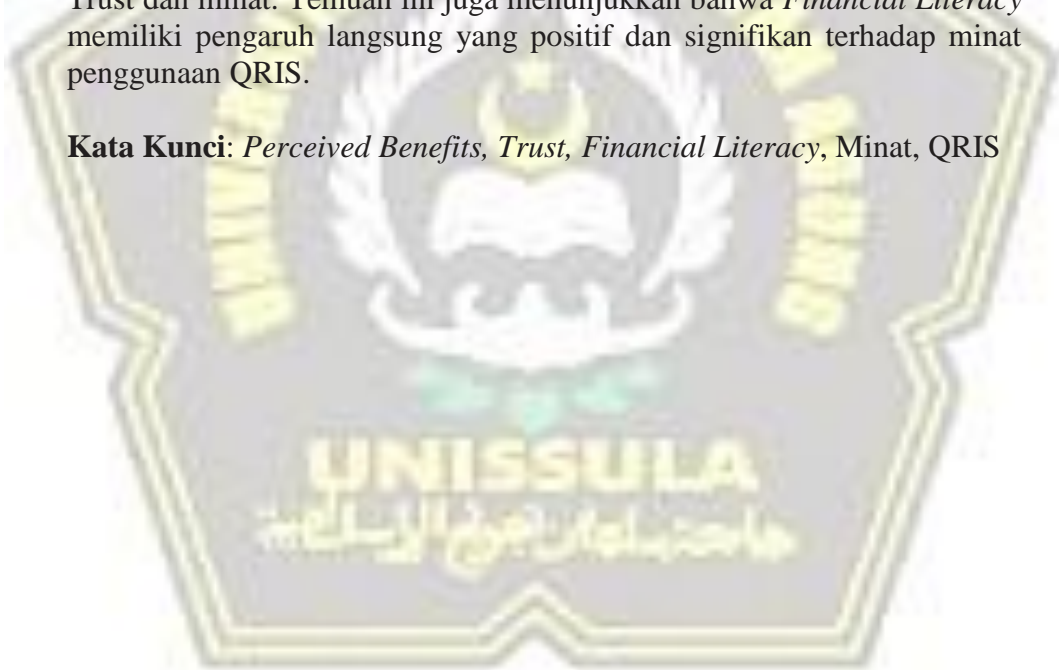 Trust dan minat. Temuan ini juga menunjukkan bahwa Financial Literacy
memiliki pengaruh langsung yang positif dan signifikan terhadap minat
penggunaan QRIS.
Kata Kunci: Perceived Benefits, Trust, Financial Literacy, Minat, QRIS
UNISSULA